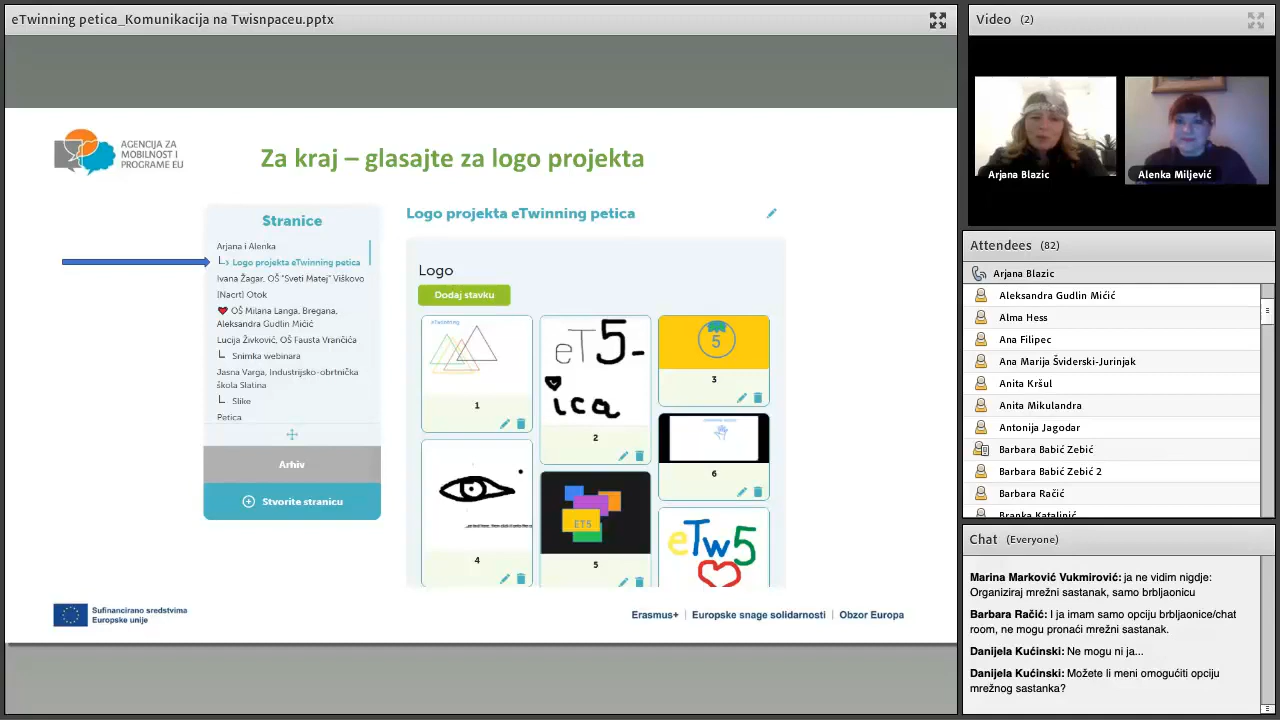 eTwinning petica_Komunikacija na Twisnpaceu.pptx
AGENCIJA ZA
MOBILNOST I
PROGRAME EU
Za kraj – glasajte za logo projekta
Stranice
Arjana i Alenka
Logo projekta eTwinning petica
Ivana Žagar, OŠ "Sveti Matej" Viškovo
(Nacrt) Otok
OŠ Milana Langa, Bregana,
Aleksandra Gudlin Mićić
Lucija Živković, OŠ Fausta Vrančića
Snimka webinara
Jasna Varga, Industrijsko-obrtnička
škola Slatina
Slike
Petica
Arhiv
Stvorite stranicu
Logo projekta eTwinning petica
Logo
Dodaj stavku
eTwinning
1
eT5-
ica
2
5
3
4
ET5
5
6
eTw5
Sufinancirano sredstvima
Europske unije
Erasmus+ | Europske snage solidarnosti | Obzor Europa
Video (2)
Arjana Blazic
Alenka Miljević
Attendees (82)
Arjana Blazic
Aleksandra Gudlin Mićić
Alma Hess
Ana Filipec
Ana Marija Šviderski-Jurinjak
Anita Kršul
Anita Mikulandra
Antonija Jagodar
Barbara Babić Zebić
Barbara Babić Zebić 2
Barbara Račić
Branka Katalinić
Chat (Everyone)
Marina Marković Vukmirović: ja ne vidim nigdje:
Organiziraj mrežni sastanak, samo brbljaonicu
Barbara Račić: I ja imam samo opciju brbljaonice/chat
room, ne mogu pronaći mrežni sastanak.
Danijela Kućinski: Ne mogu ni ja...
Danijela Kućinski: Možete li meni omogućiti opciju
mrežnog sastanka?